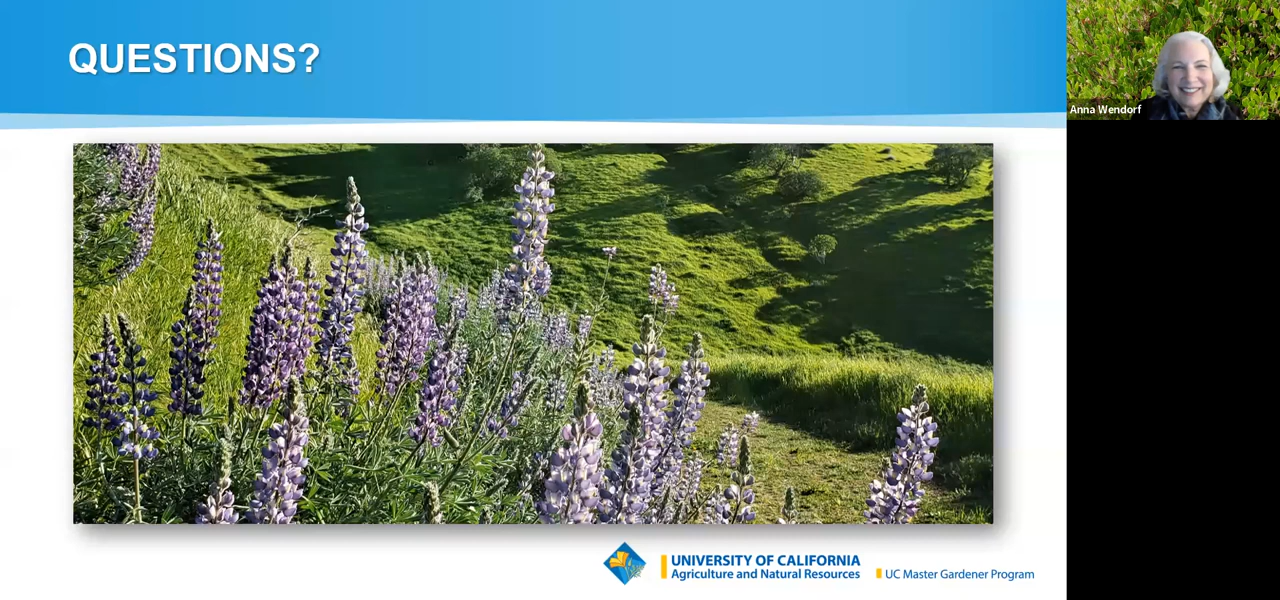 QUESTIONS?
Anna Wendorf
UNIVERSITY OF CALIFORNIA
Agriculture and Natural Resources
UC Master Gardener Program